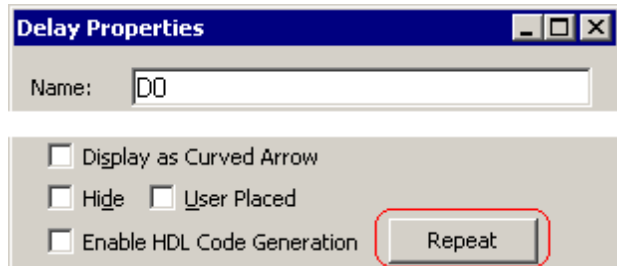 Delay Properties
Name: D0
Display as Curved Arrow
Hide User Placed
Enable HDL Code Generation Repeat